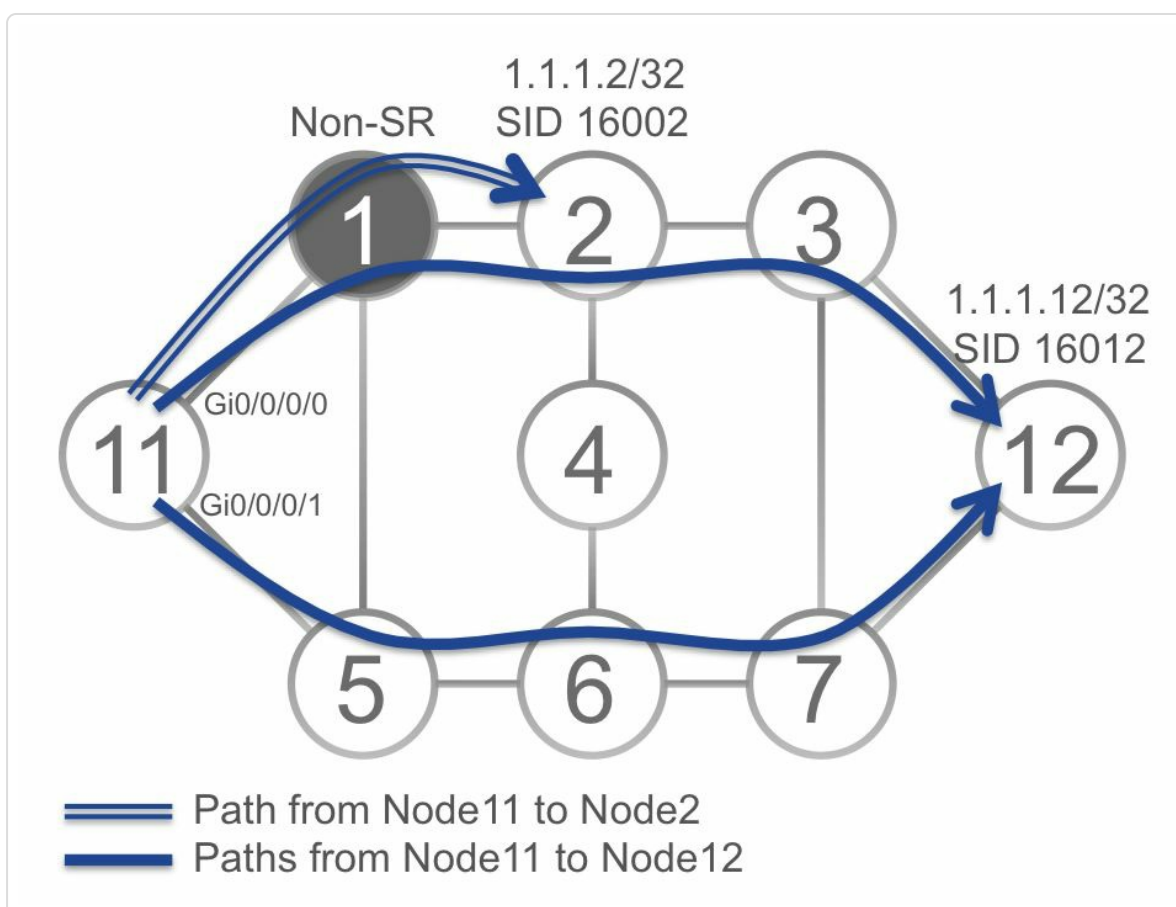 1.1.1.2/32
Non-SR
SID 16002
1
2
3
1.1.1.12/32
SID 16012
Gi0/0/0/0
11
4
12
Gi0/0/0/1
5
6
7
Path from Node11 to Node2
Paths from Node11 to Node12